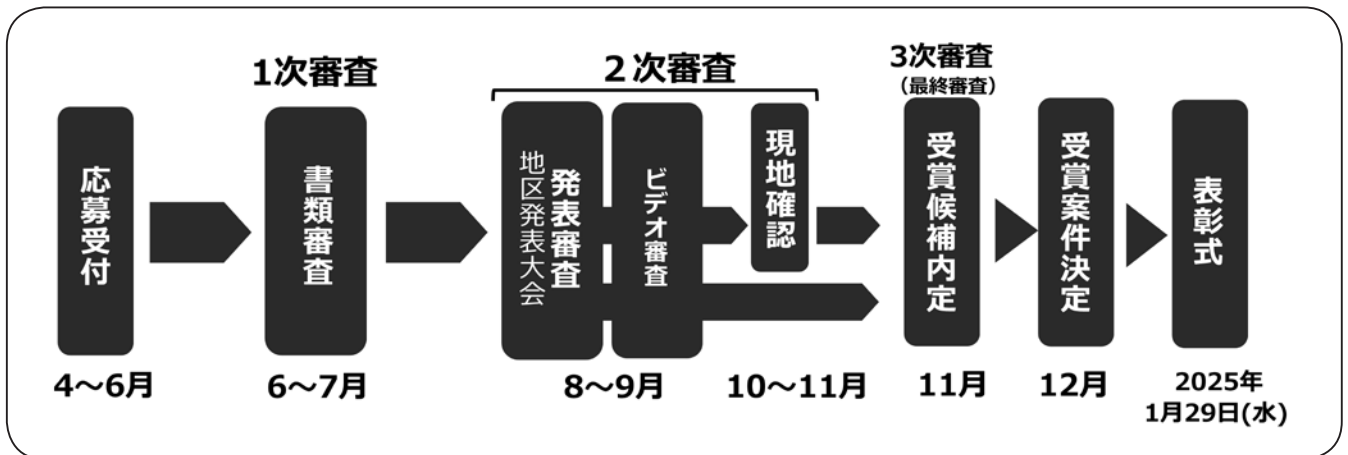 1次審査
２次審査
3次審査
（最終審査）
応募受付
書類審査
発表審査
地区発表大会
ビデオ審査
現地確認
受賞候補内定
受賞案件決定
表彰式
4～6月
6～7月
8～9月
10～11月
11月
12月
2025年
1月29日(水)